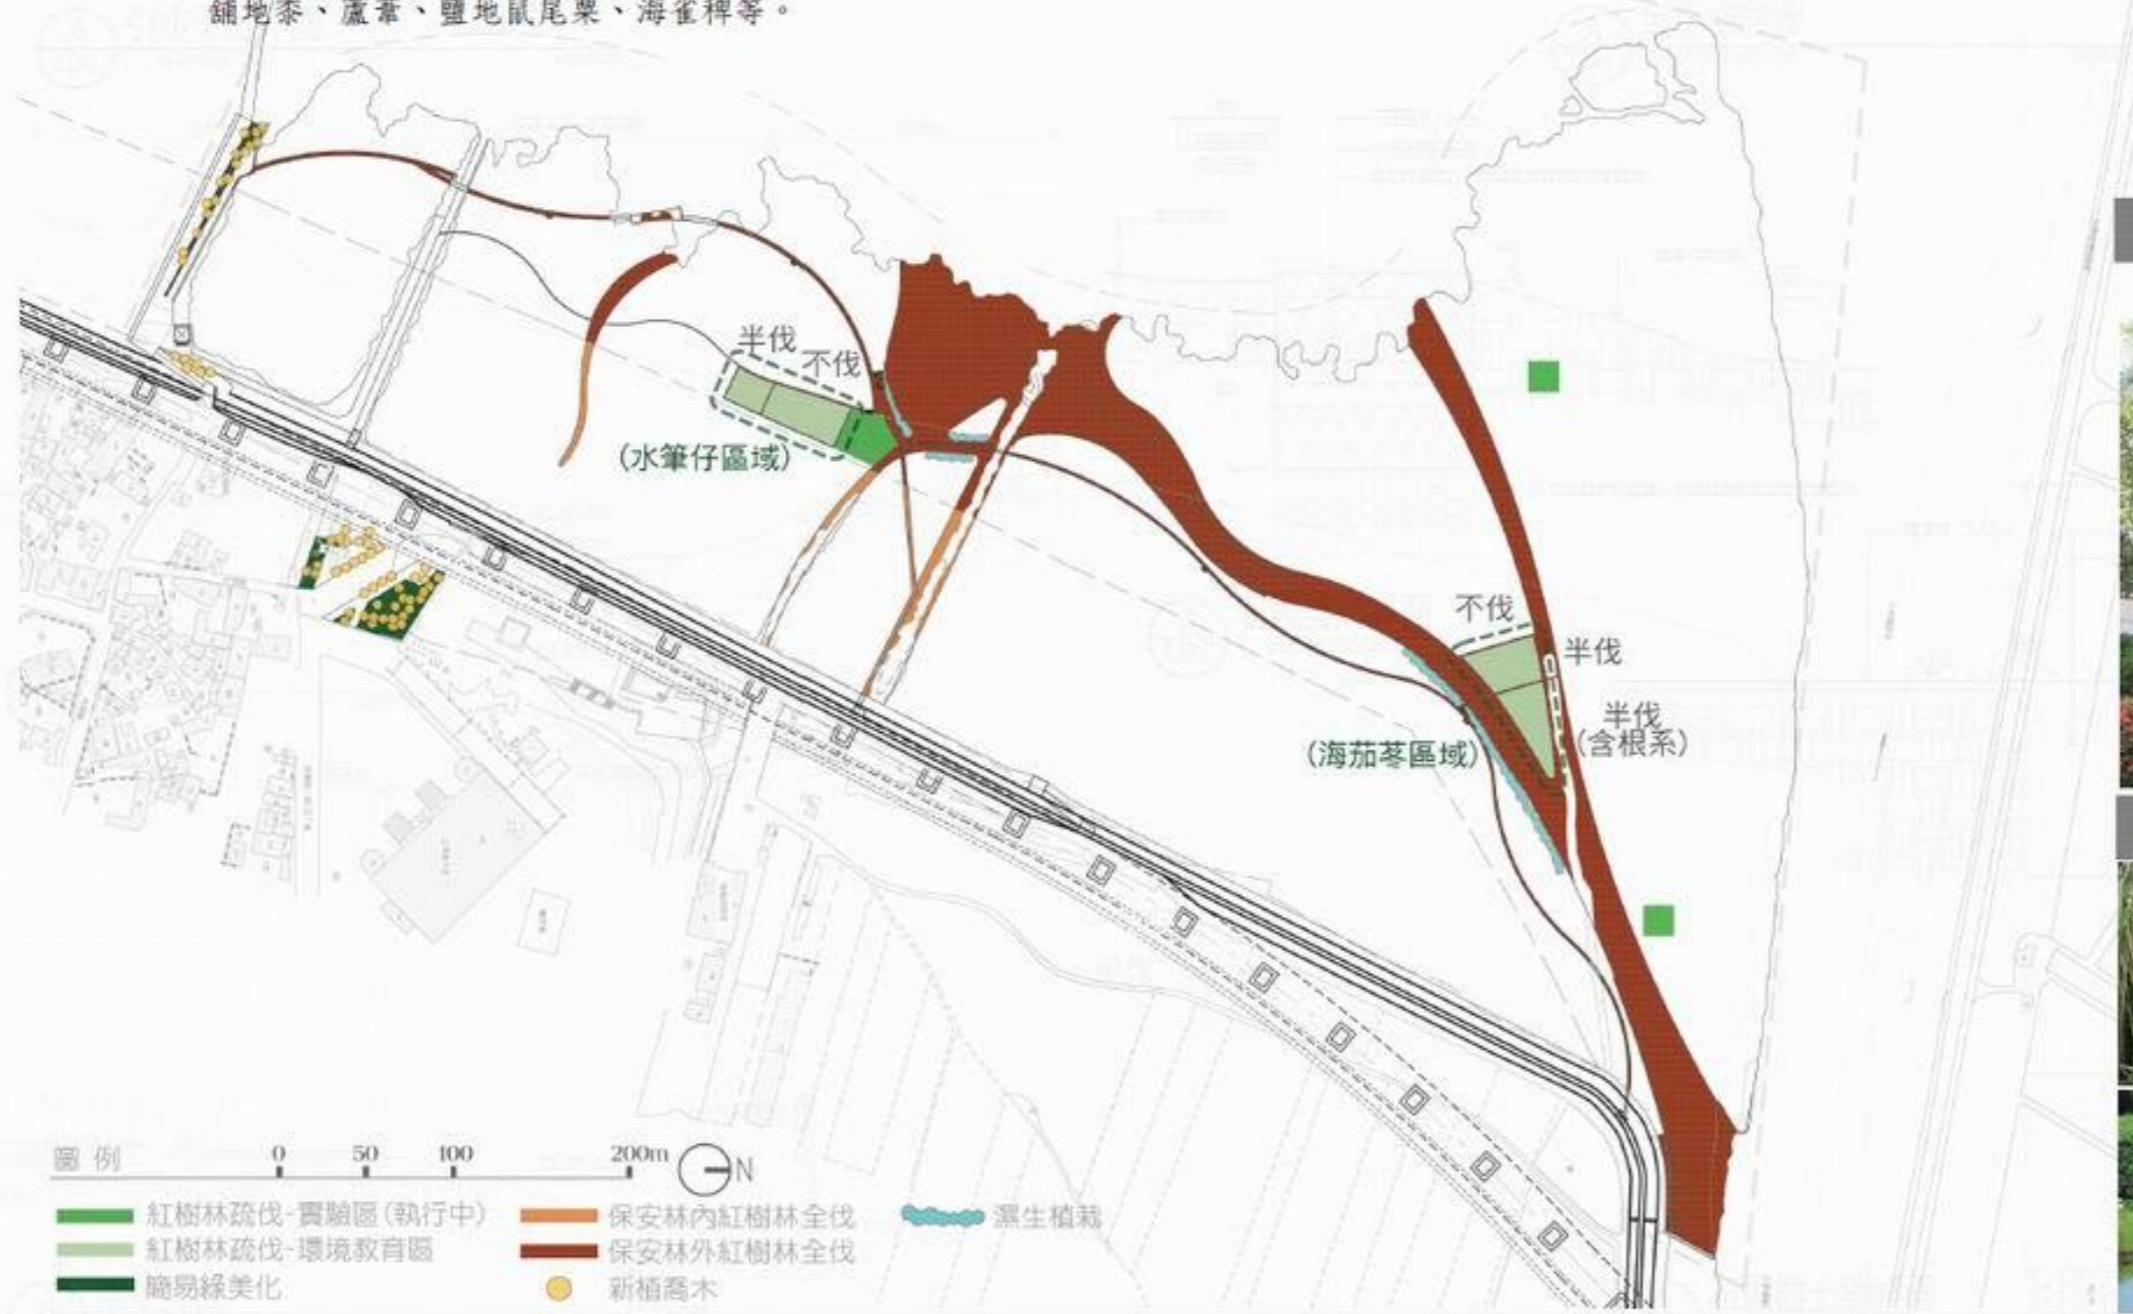 舖地黍、蘆葦、鹽地鼠尾粟、海雀稗等。
半伐
不伐
(水筆仔區域)
不伐
半伐
半伐
(含根系)
(海茄苳區域)
圖 例
0 50 100 200m
N
紅樹林疏伐-實驗區(執行中)
保安林內紅樹林全伐
濕生植栽
紅樹林疏伐-環境教育區
保安林外紅樹林全伐
簡易綠美化
新植喬木